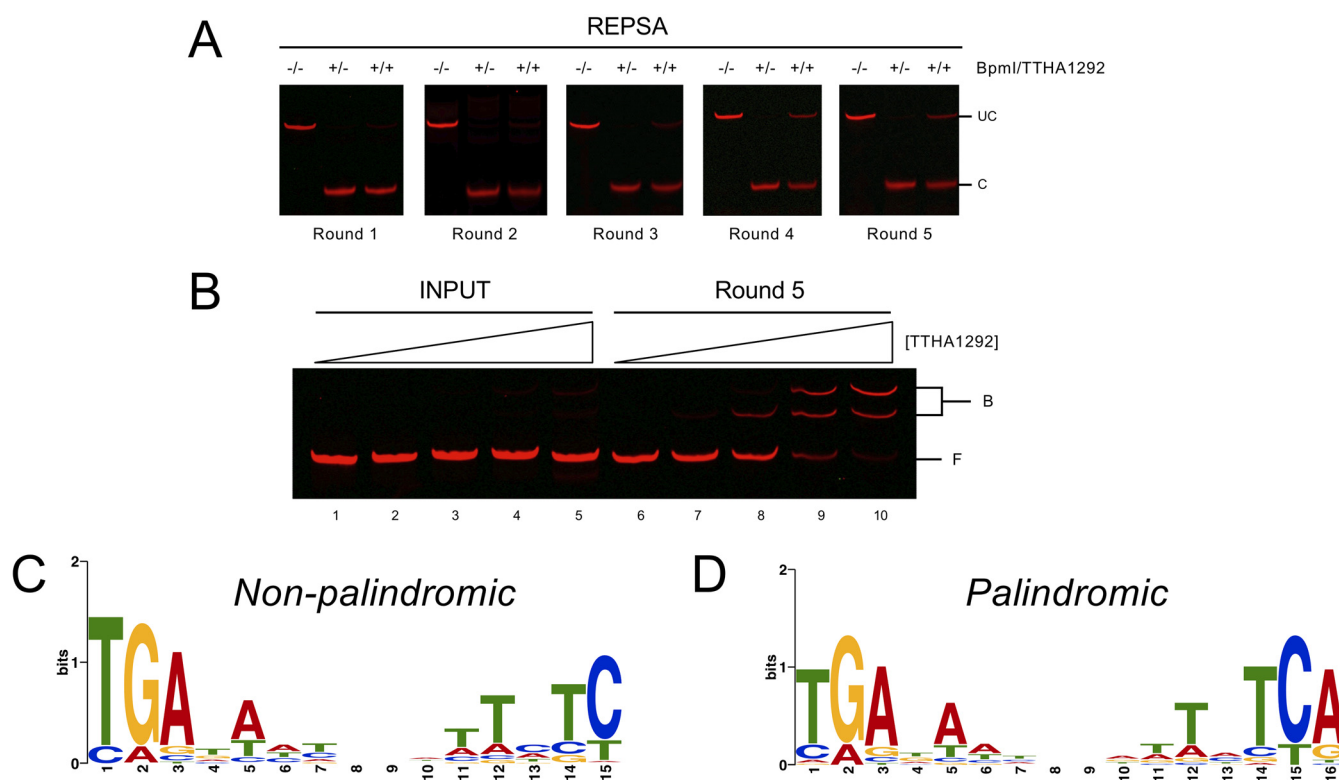 A
REPSA
-/- +/- +/+ -/- +/- +/+ -/- +/- +/+ -/- +/- +/+ -/- +/- +/+ BpmI/TTHA1292
UC
C
Round 1 Round 2 Round 3 Round 4 Round 5
B
INPUT Round 5
[TTHA1292]
B
F
1 2 3 4 5 6 7 8 9 10
C
Non-palindromic
2
1
0
bits
1 2 3 4 5 6 7 8 9 10 11 12 13 14 15
D
Palindromic
2
1
0
bits
1 2 3 4 5 6 7 8 9 10 11 12 13 14 15 16